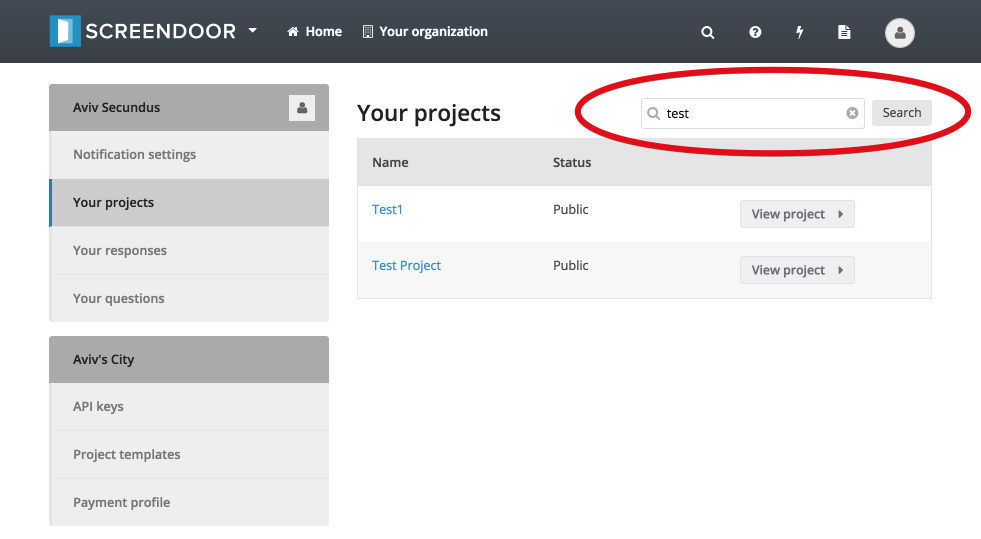 SCREENDOOR Home Your organization
Aviv Secundus
Notification settings
Your projects
Your responses
Your questions
Aviv's City
API keys
Project templates
Payment profile
Your projects
test Search
Name Status
Test1 Public View project
Test Project Public View project